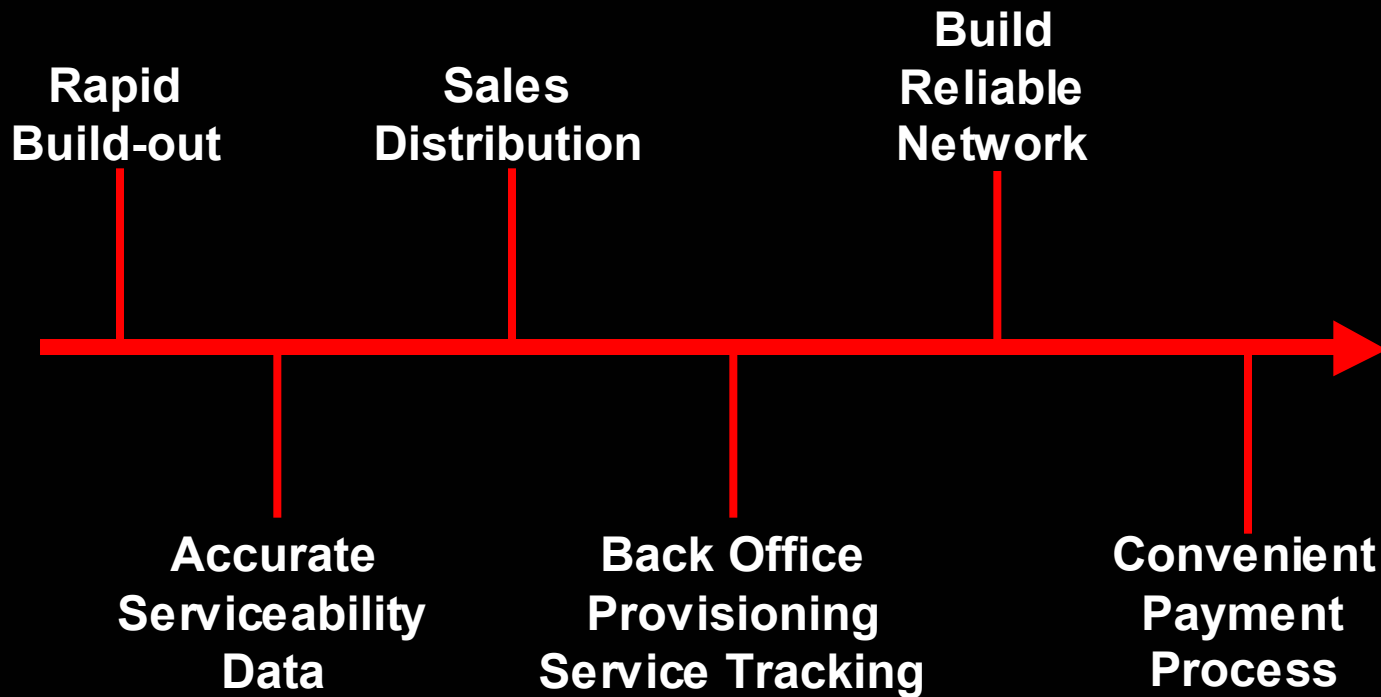 Rapid
Build-out
Sales
Distribution
Build
Reliable
Network
Accurate
Serviceability
Data
Back Office
Provisioning
Service Tracking
Convenient
Payment
Process